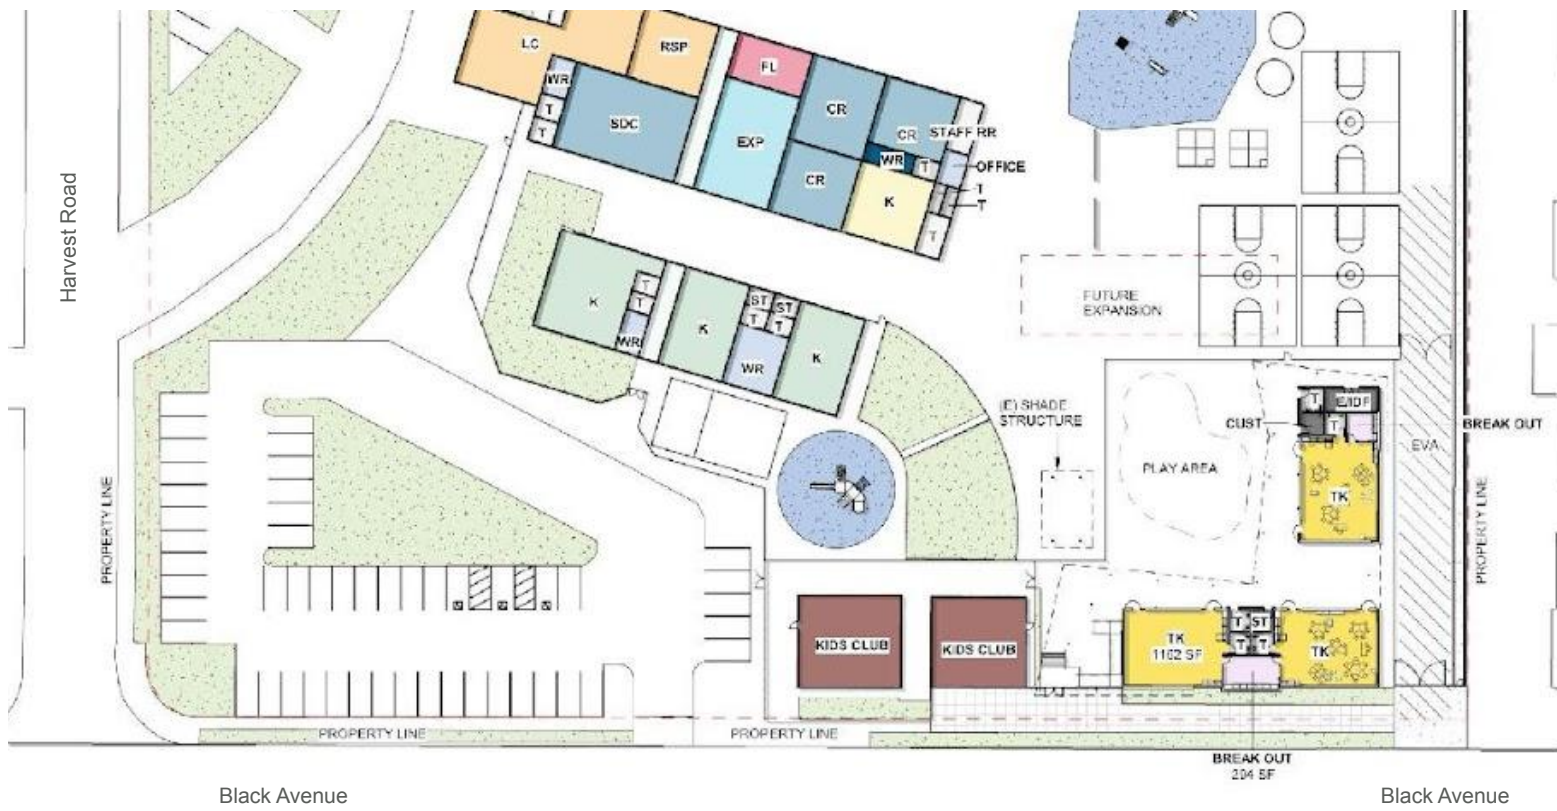 LC
RSP
FL
WR
T
T
SDC
EXP
CR
CR
STAFF RR
WR
T
OFFICE
CR
K
T
T
T
Harvest Road
K
T
T
WR
K
ST
ST
T
T
WR
K
FUTURE
EXPANSION
(E) SHADE
STRUCTURE
PLAY AREA
T
E/IDF
CUST
T
BREAK OUT
EVA
TK
PROPERTY LINE
PROPERTY LINE
KIDS CLUB
KIDS CLUB
TK
1162 SF
T
ST
T
T
TK
PROPERTY LINE
PROPERTY LINE
BREAK OUT
204 SF
Black Avenue
Black Avenue